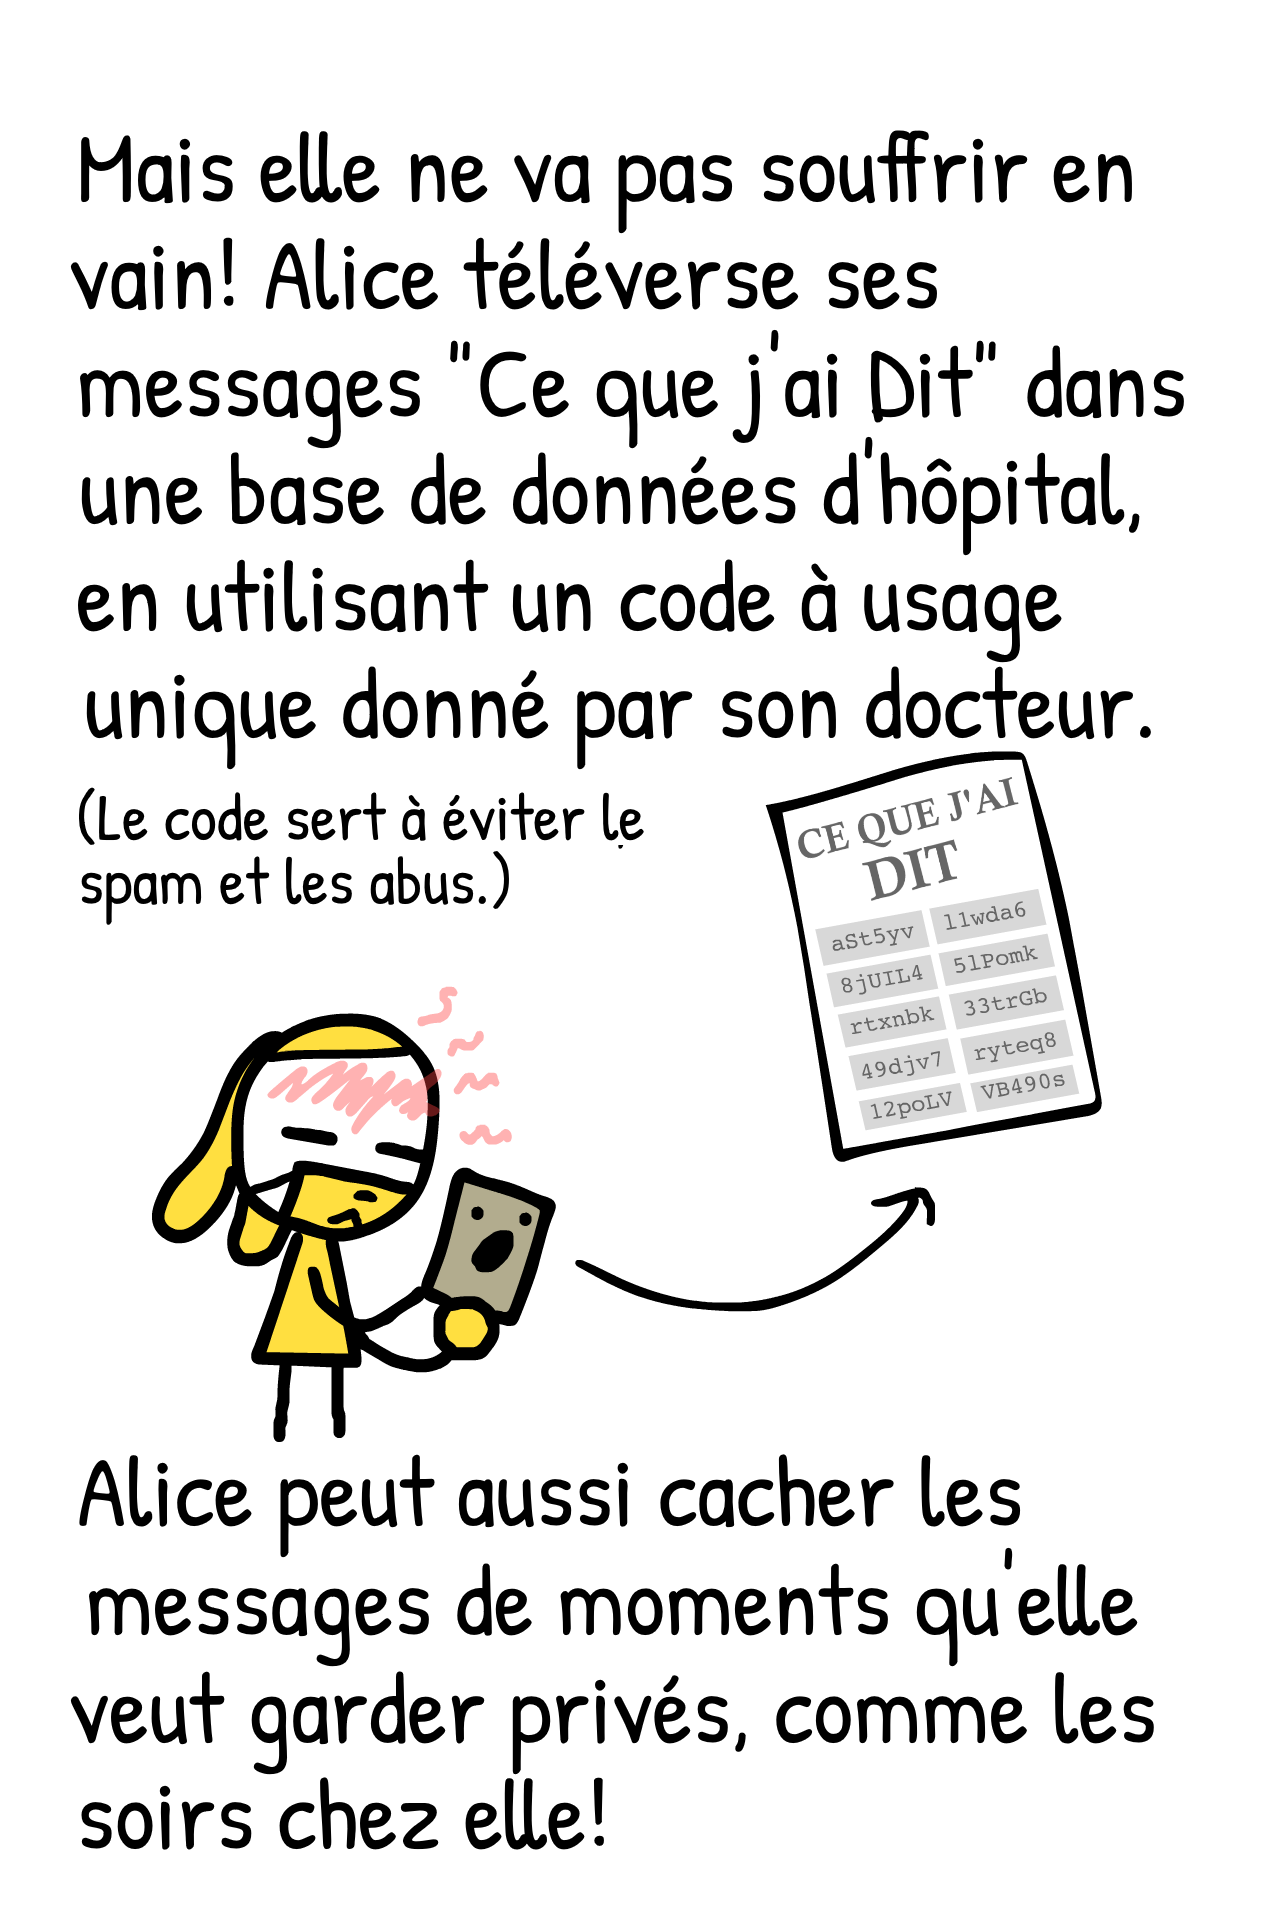 Mais elle ne va pas souffrir en
vain! Alice téléverse ses
messages "Ce que j'ai Dit" dans
une base de données d'hôpital,
en utilisant un code à usage
unique donné par son docteur.
(Le code sert à éviter le
spam et les abus.)
CE QUE J'AI
DIT
aSt5yv l1wda6
8jUIL4 5lPomk
rtxnbk 33trGb
49djv7 ryteq8
12poLV VB490s
Alice peut aussi cacher les
messages de moments qu'elle
veut garder privés, comme les
soirs chez elle!